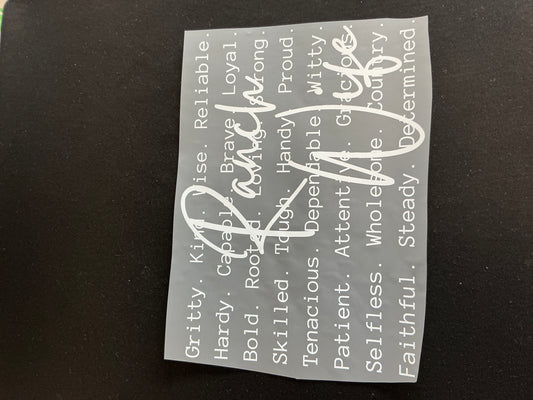 Gritty. Kind. Wise. Reliable.
Hardy. Capable. Brave. Loyal.
Bold. Rooted. Loving. Strong.
Skilled. Tough. Handy. Proud.
Tenacious. Dependable. Witty.
Patient. Attentive. Gracious.
Selfless. Wholesome. Country.
Faithful. Steady. Determined.
Ranch
Wife